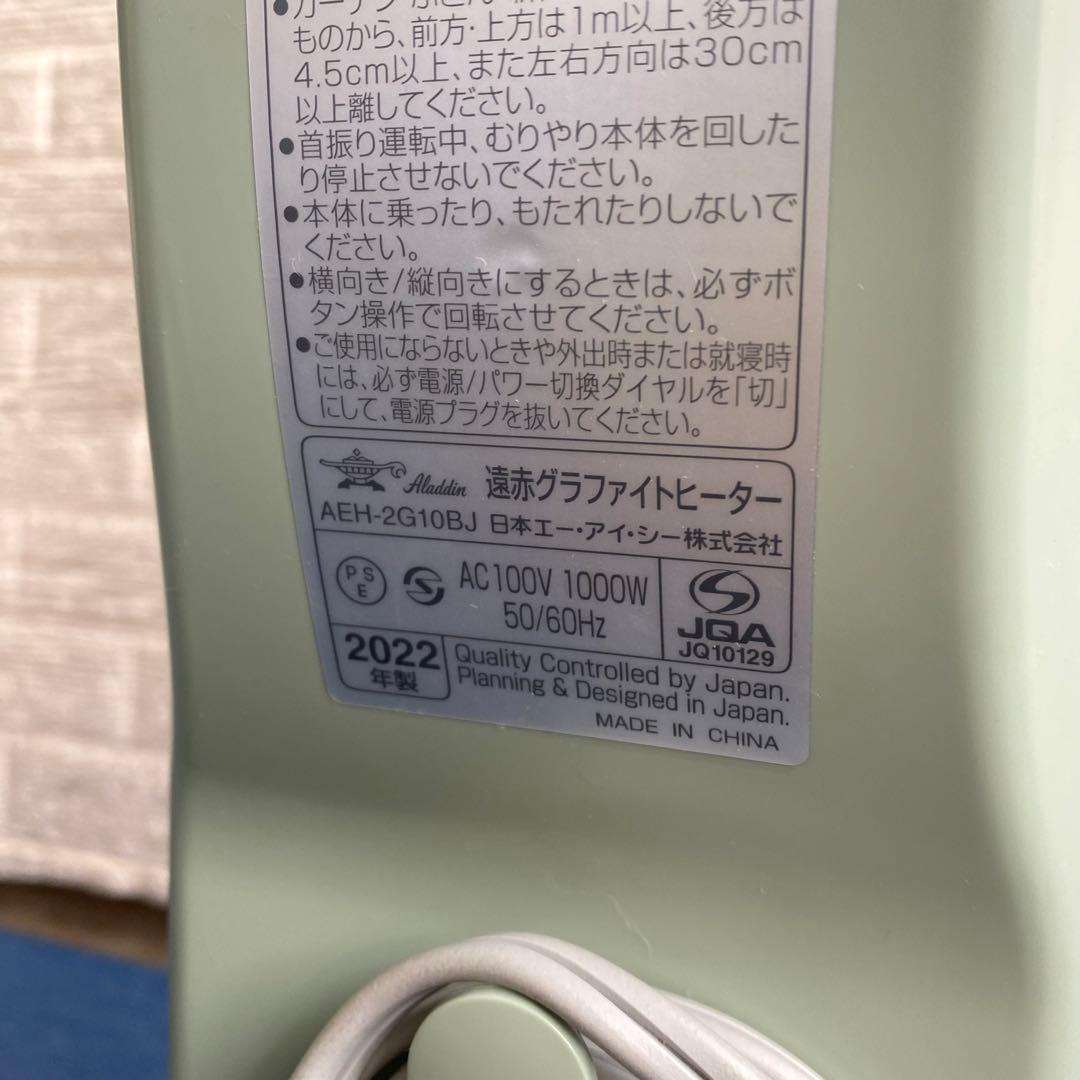 ものから、前方・上方は1m以上、後方は
4.5cm以上、また左右方向は30cm
以上離してください。
●首振り運転中、むりやり本体を回した
り停止させないでください。
●本体に乗ったり、もたれたりしないで
ください。
●横向き/縦向きにするときは、必ずボ
タン操作で回転させてください。
●ご使用にならないときや外出時または就寝時
には、必ず電源/パワー切換ダイヤルを「切」
にして、電源プラグを抜いてください。
Aladdin 遠赤グラファイトヒーター
AEH-2G10BJ 日本エー・アイ・シー株式会社
PSE AC100V 1000W
50/60Hz
JQA
JQ10129
2022
年製
Quality Controlled by Japan.
Planning & Designed in Japan.
MADE IN CHINA